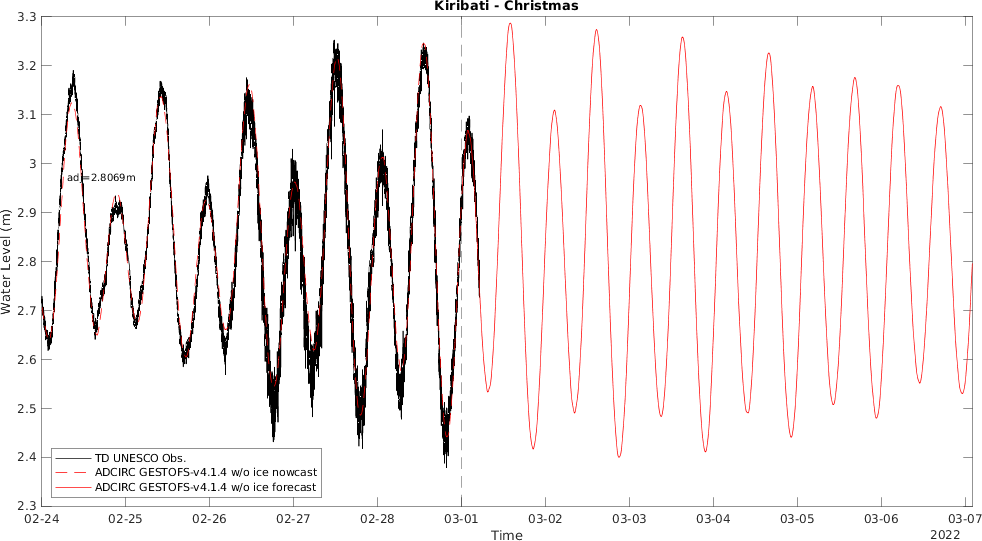 Kiribati - Christmas
3.3
3.2
3.1
3
2.9
2.8
2.7
2.6
2.5
2.4
2.3
Water Level (m)
ad =2.8069m
TD UNESCO Obs.
ADCIRC GESTOFS-v4.1.4 w/o ice nowcast
ADCIRC GESTOFS-v4.1.4 w/o ice forecast
02-24 02-25 02-26 02-27 02-28 03-01 03-02 03-03 03-04 03-05 03-06 03-07
Time
2022